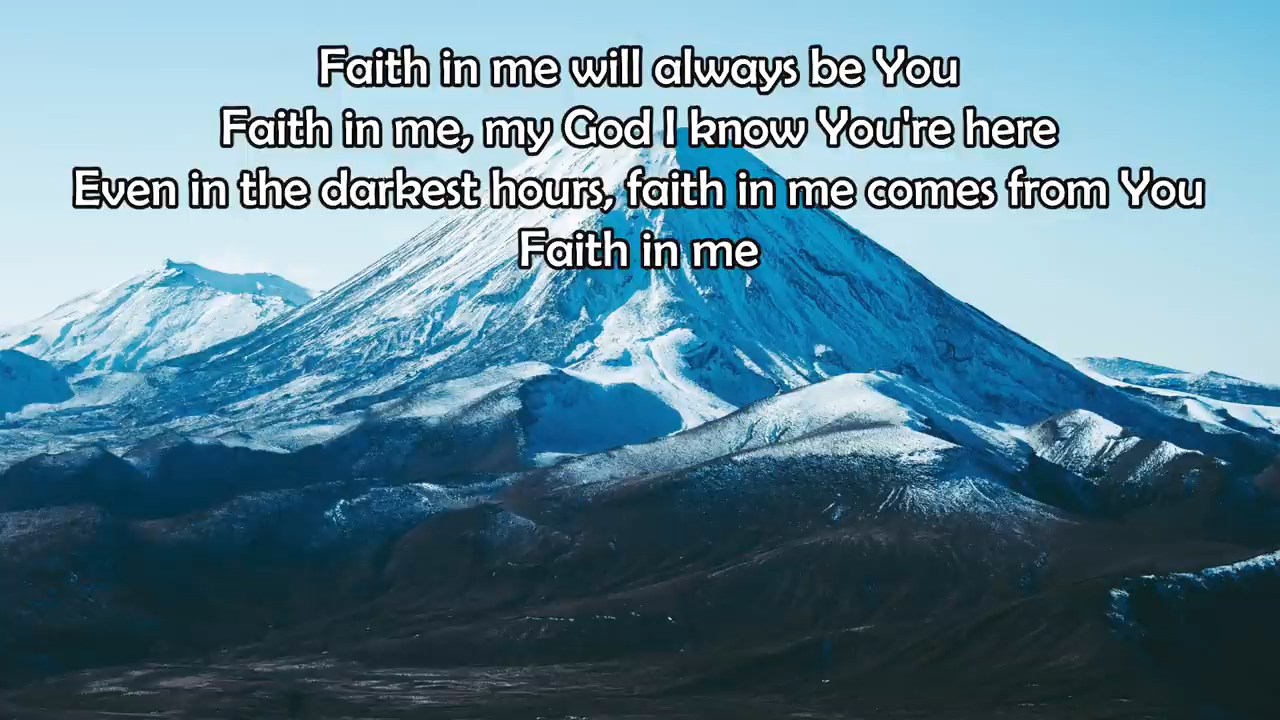 Faith in me will always be You
Faith in me, my God I know You're here
Even in the darkest hours, faith in me comes from You
Faith in me